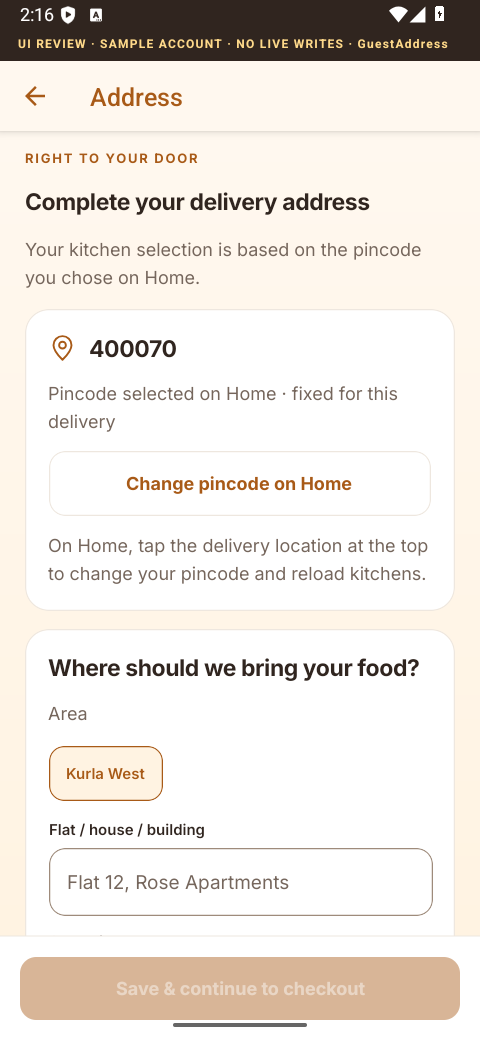 2:16
UI REVIEW · SAMPLE ACCOUNT · NO LIVE WRITES · GuestAddress
Address
RIGHT TO YOUR DOOR
Complete your delivery address
Your kitchen selection is based on the pincode
you chose on Home.
400070
Pincode selected on Home · fixed for this
delivery
Change pincode on Home
On Home, tap the delivery location at the top
to change your pincode and reload kitchens.
Where should we bring your food?
Area
Kurla West
Flat / house / building
Flat 12, Rose Apartments
Save & continue to checkout